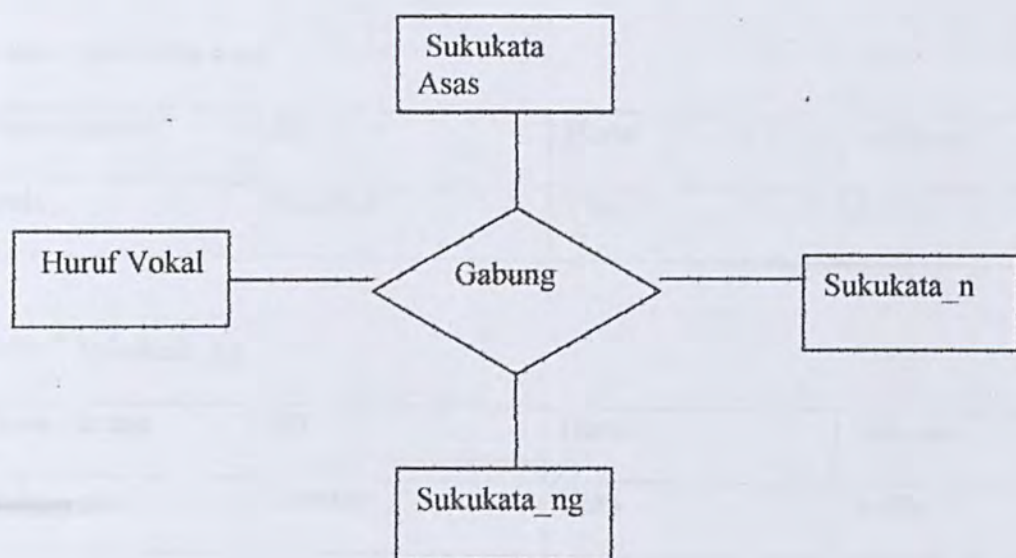 Sukukata
Asas
Huruf Vokal
Gabung
Sukukata_n
Sukukata_ng